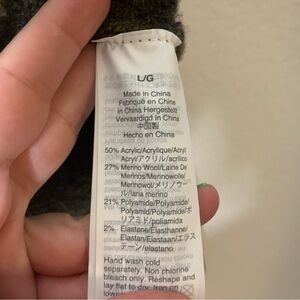 L/G
Made in China
Fabriqué en Chine
in China Hergestellt
Vervaardigd in China
中国製
Hecho en China
50% Acrylic/Acrylique/Acryl/
Acryl/アクリル/acrílico
27% Merino Wool/Laine De
Merinos/Merinowolle/
Merinowol/メリノウー
ル/lana merino
21% Polyamide/Polyamide/
Polyamid/Polyamide/ポ
リアミド/poliamida
2% Elastane/Élasthanne/
Elastan/Elastaan/エラス
テーン/elastano
Hand wash cold
separately. Non chlorine
bleach only. Reshape and
lay flat to dry. Iron on